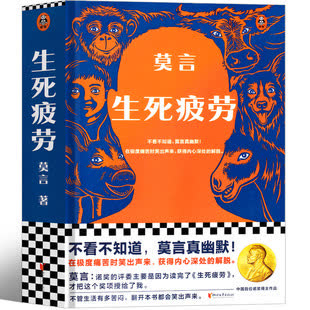 生死疲劳
莫言
著
莫言
生死疲劳
不看不知道，莫言真幽默！
在极度痛苦时笑出声来，获得内心深处的解脱。
不看不知道，莫言真幽默！
在极度痛苦时笑出声来，获得内心深处的解脱。
莫言：诺奖的评委主要是因为读完了《生死疲劳》，
才把这个奖项授给了我。
不管生活有多苦闷，翻开本书都会笑出声来。